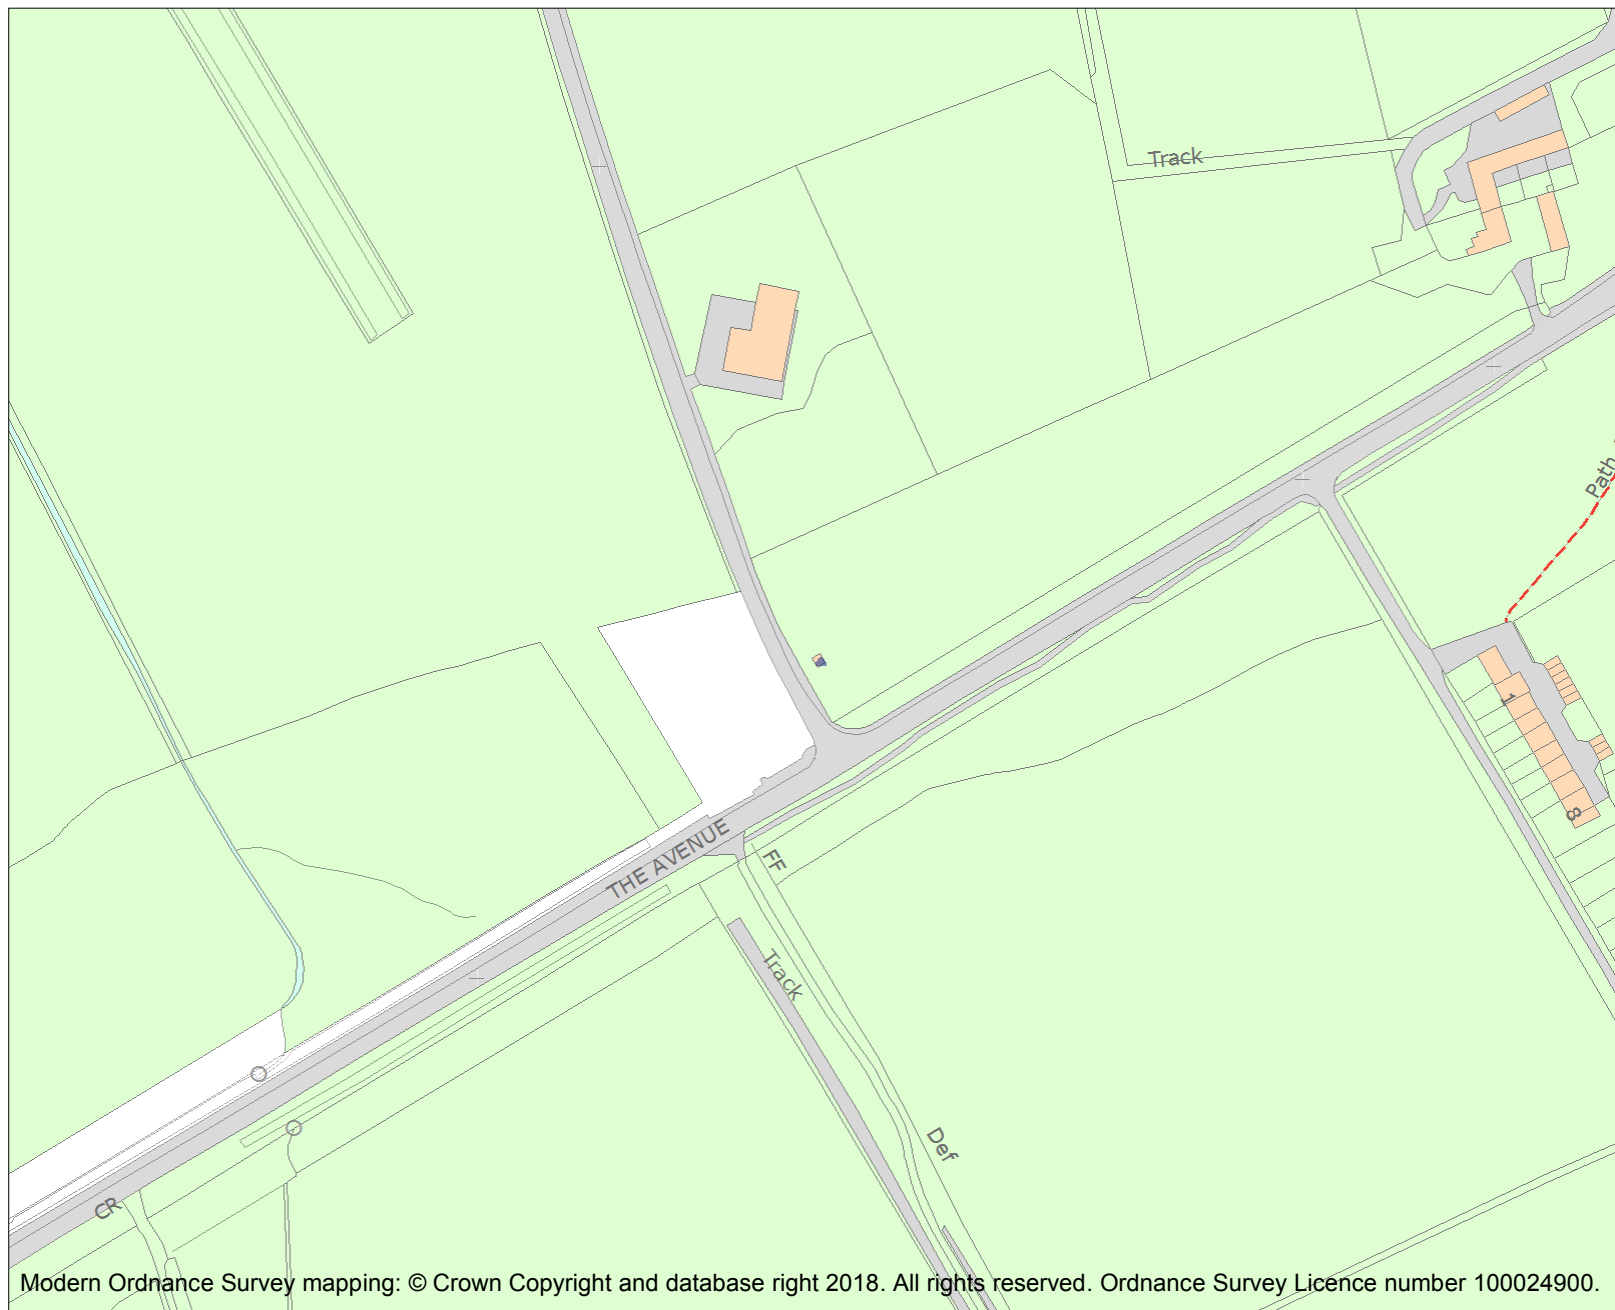 Track
Path
1
8
THE AVENUE
FF
Track
Def
CR
Modern Ordnance Survey mapping: © Crown Copyright and database right 2018. All rights reserved. Ordnance Survey Licence number 100024900.